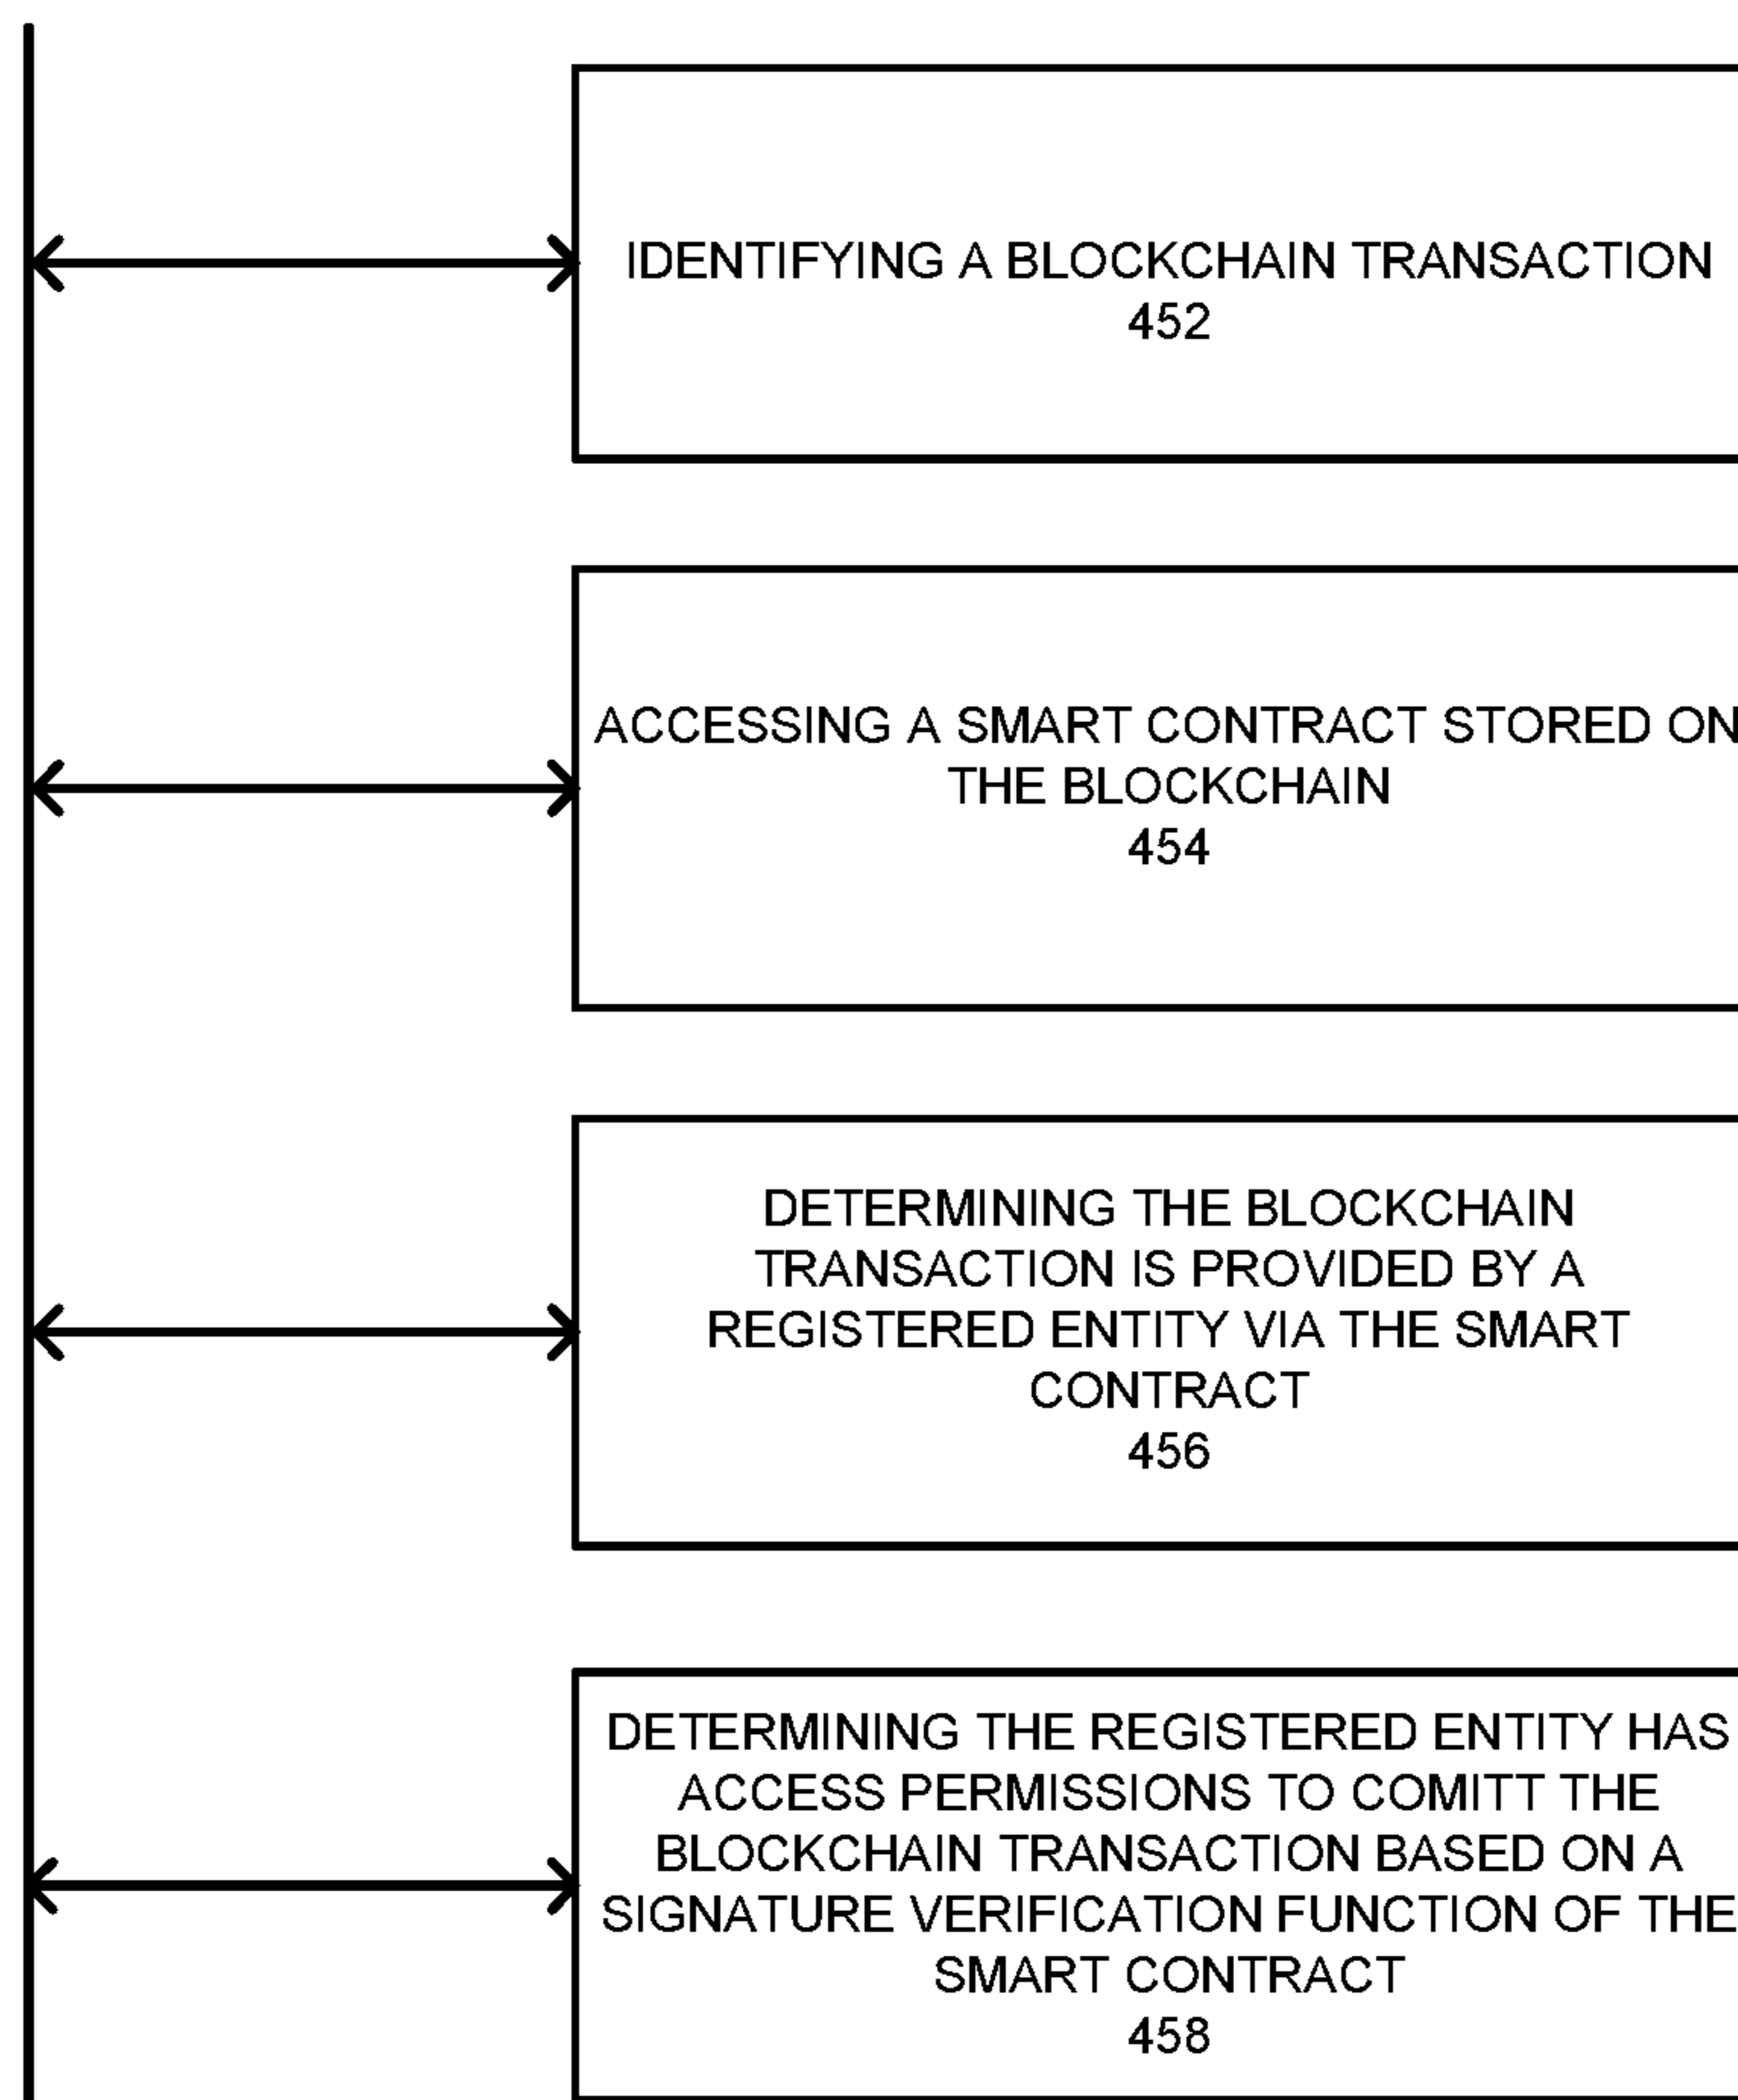 IDENTIFYING A BLOCKCHAIN TRANSACTION
452
ACCESSING A SMART CONTRACT STORED ON
THE BLOCKCHAIN
454
DETERMINING THE BLOCKCHAIN
TRANSACTION IS PROVIDED BY A
REGISTERED ENTITY VIA THE SMART
CONTRACT
456
DETERMINING THE REGISTERED ENTITY HAS
ACCESS PERMISSIONS TO COMITT THE
BLOCKCHAIN TRANSACTION BASED ON A
SIGNATURE VERIFICATION FUNCTION OF THE
SMART CONTRACT
458